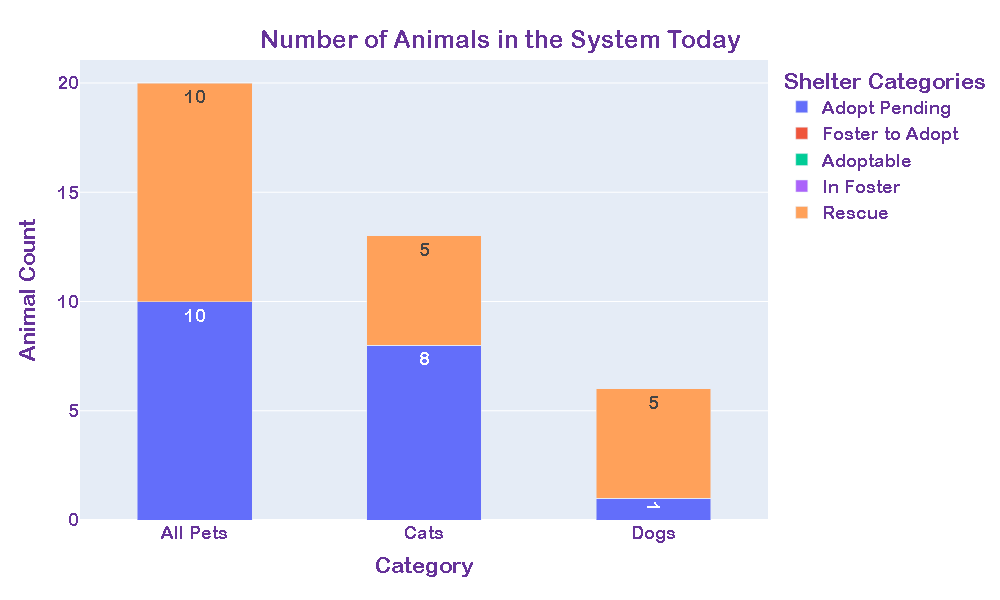 Number of Animals in the System Today
Shelter Categories
Adopt Pending
Foster to Adopt
Adoptable
In Foster
Rescue
Animal Count
20
15
10
5
0
10
10
5
8
5
1
All Pets
Cats
Dogs
Category